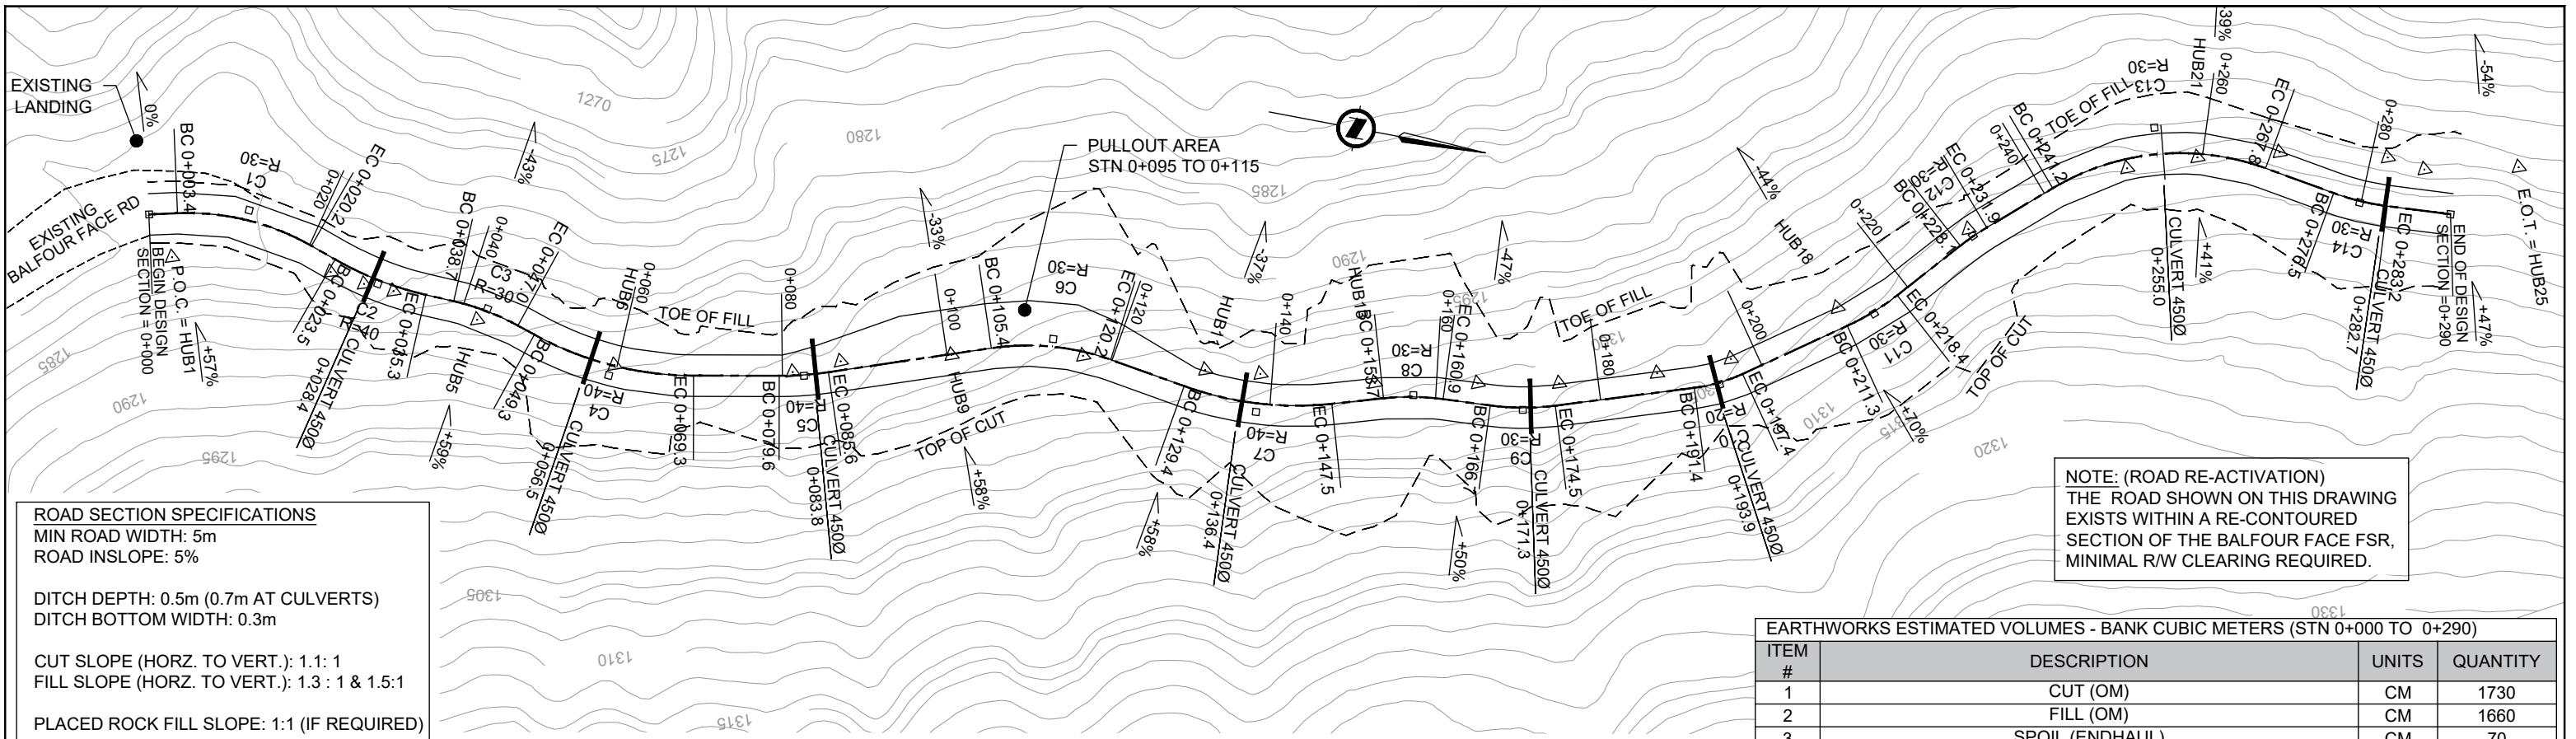 EXISTING
LANDING
0%
BC 0+003.4
R=30
C1
0+020
EC 0+020.2
EXISTING
BALFOUR FACE RD
BEGIN DESIGN
SECTION = 0+000
P.O.C. = HUB1
+57%
1285
1290
1295
BC 0+023.5
C2
R=40
CULVERT 450Ø
0+028.4
BC 0+038.7
0+040
C3
R=30
EC 0+047.0
-43%
1270
1275
1280
HUB5
+59%
BC 0+049.3
HUB6
0+060
C4
R=40
CULVERT 450Ø
0+056.5
TOE OF FILL
EC 0+069.3
BC 0+079.6
0+080
C5
R=40
EC 0+085.6
CULVERT 450Ø
0+083.8
-33%
0+100
HUB9
TOP OF CUT
+58%
BC 0+105.4
PULLOUT AREA
STN 0+095 TO 0+115
R=30
C6
EC 0+120.2
0+120
1285
-37%
BC 0+129.4
+58%
0+140
C7
R=40
CULVERT 450Ø
0+136.4
EC 0+147.5
1290
R=30
C8
0+160
EC 0+160.9
1295
-47%
+50%
R=30
C9
CULVERT 450Ø
0+171.3
EC 0+174.5
TOE OF FILL
0+180
BC 0+191.4
R=20
CULVERT 450Ø
0+193.9
EC 0+197.4
0+200
-44%
HUB18
1310
1315
BC 0+211.3
C11
R=30
EC 0+218.4
0+220
+70%
TOP OF CUT
1320
R=30
C12
EC 0+231.9
0+240
BC 0+241.2
TOE OF FILL
R=30
C13
HUB21
0+260
-39%
CULVERT 450Ø
0+255.0
+41%
EC 0+267.8
BC 0+276.5
C14
R=30
0+280
EC 0+283.2
CULVERT 450Ø
0+282.7
END OF DESIGN
SECTION =0+290
+47%
-54%
E.O.T. = HUB25
1305
1310
1315
1330
ROAD SECTION SPECIFICATIONS
MIN ROAD WIDTH: 5m
ROAD INSLOPE: 5%
DITCH DEPTH: 0.5m (0.7m AT CULVERTS)
DITCH BOTTOM WIDTH: 0.3m
CUT SLOPE (HORZ. TO VERT.): 1.1: 1
FILL SLOPE (HORZ. TO VERT.): 1.3 : 1 & 1.5:1
PLACED ROCK FILL SLOPE: 1:1 (IF REQUIRED)
NOTE: (ROAD RE-ACTIVATION)
THE ROAD SHOWN ON THIS DRAWING
EXISTS WITHIN A RE-CONTOURED
SECTION OF THE BALFOUR FACE FSR,
MINIMAL R/W CLEARING REQUIRED.
EARTHWORKS ESTIMATED VOLUMES - BANK CUBIC METERS (STN 0+000 TO 0+290)
ITEM # DESCRIPTION UNITS QUANTITY
1 CUT (OM) CM 1730
2 FILL (OM) CM 1660
3 SPOIL (ENDHAUL) CM 70